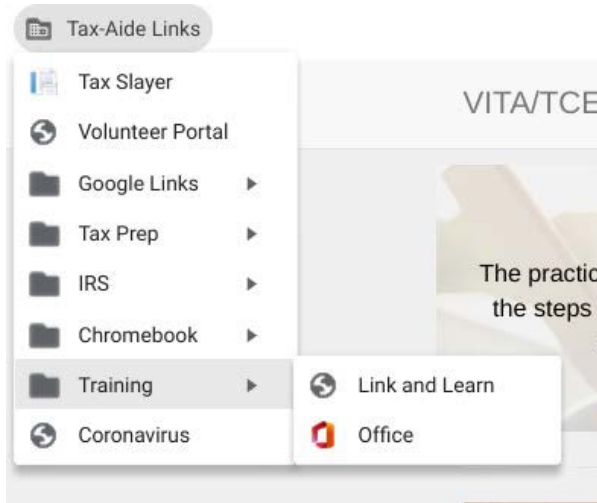 Tax-Aide Links
Tax Slayer
Volunteer Portal
Google Links
Tax Prep
IRS
Chromebook
Training
Coronavirus
Link and Learn
Office
VITA/TCE
The practic
the steps